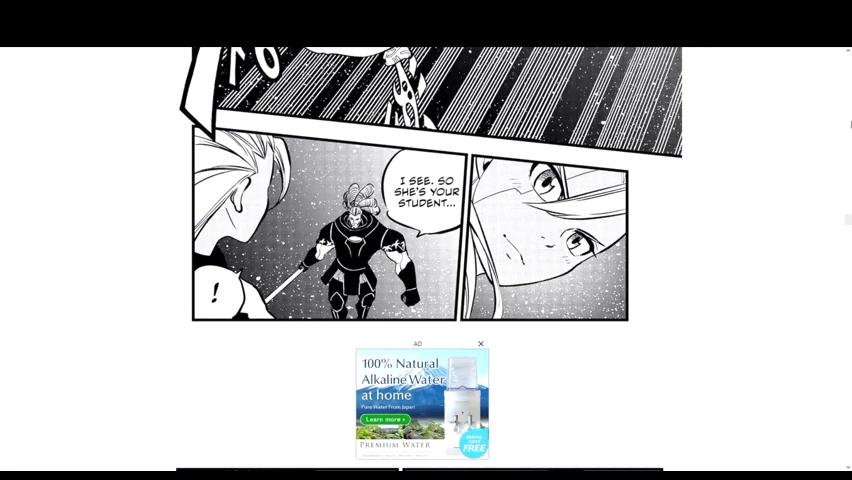 I SEE. SO
SHE'S YOUR
STUDENT...
!
AD
100% Natural
Alkaline Water
at home
Pure Water From Japan
Learn more
PREMIUM WATER
FREE